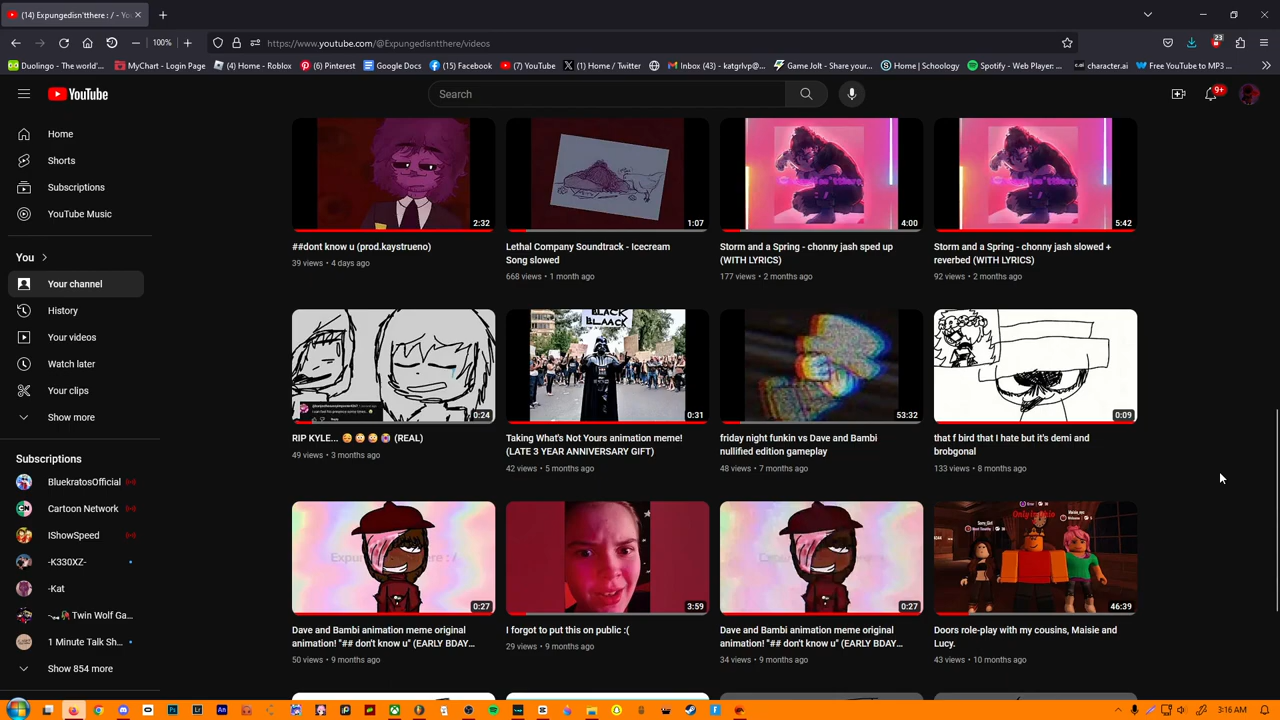 (14) Expungedisn'tthere : / - Yo
100%
https://www.youtube.com/@Expungedisntthere/videos
23
Duolingo - The world'...
MyChart - Login Page
(4) Home - Roblox
(6) Pinterest
Google Docs
(15) Facebook
(7) YouTube
(1) Home / Twitter
Inbox (43) - katgrlvp@...
Game Jolt - Share your...
Home | Schoology
Spotify - Web Player: ...
c.ai
character.ai
Free YouTube to MP3 ...
YouTube
Search
9+
Home
Shorts
Subscriptions
YouTube Music
You
Your channel
History
Your videos
Watch later
Your clips
Show more
Subscriptions
BluekratosOfficial
Cartoon Network
IShowSpeed
-K330XZ-
-Kat
Twin Wolf Ga...
1 Minute Talk Sh...
Show 854 more
2:32
##dont know u (prod.kaystrueno)
39 views • 4 days ago
1:07
Lethal Company Soundtrack - Icecream
Song slowed
668 views • 1 month ago
4:00
Storm and a Spring - chonny jash sped up
(WITH LYRICS)
177 views • 2 months ago
5:42
Storm and a Spring - chonny jash slowed +
reverbed (WITH LYRICS)
92 views • 2 months ago
0:24
RIP KYLE... 😊😳😳 (REAL)
49 views • 3 months ago
BLACK
BLAACK
0:31
Taking What's Not Yours animation meme!
(LATE 3 YEAR ANNIVERSARY GIFT)
42 views • 5 months ago
53:32
friday night funkin vs Dave and Bambi
nullified edition gameplay
48 views • 7 months ago
0:09
that f bird that I hate but it's demi and
brobgonal
133 views • 8 months ago
Expungedisn'tthere : /
0:27
Dave and Bambi animation meme original
animation! "## don't know u" (EARLY BDAY...
50 views • 9 months ago
3:59
I forgot to put this on public :(
29 views • 9 months ago
0:27
Dave and Bambi animation meme original
animation! "## don't know u" (EARLY BDAY...
34 views • 9 months ago
46:39
Doors role-play with my cousins, Maisie and
Lucy.
43 views • 10 months ago
3:16 AM